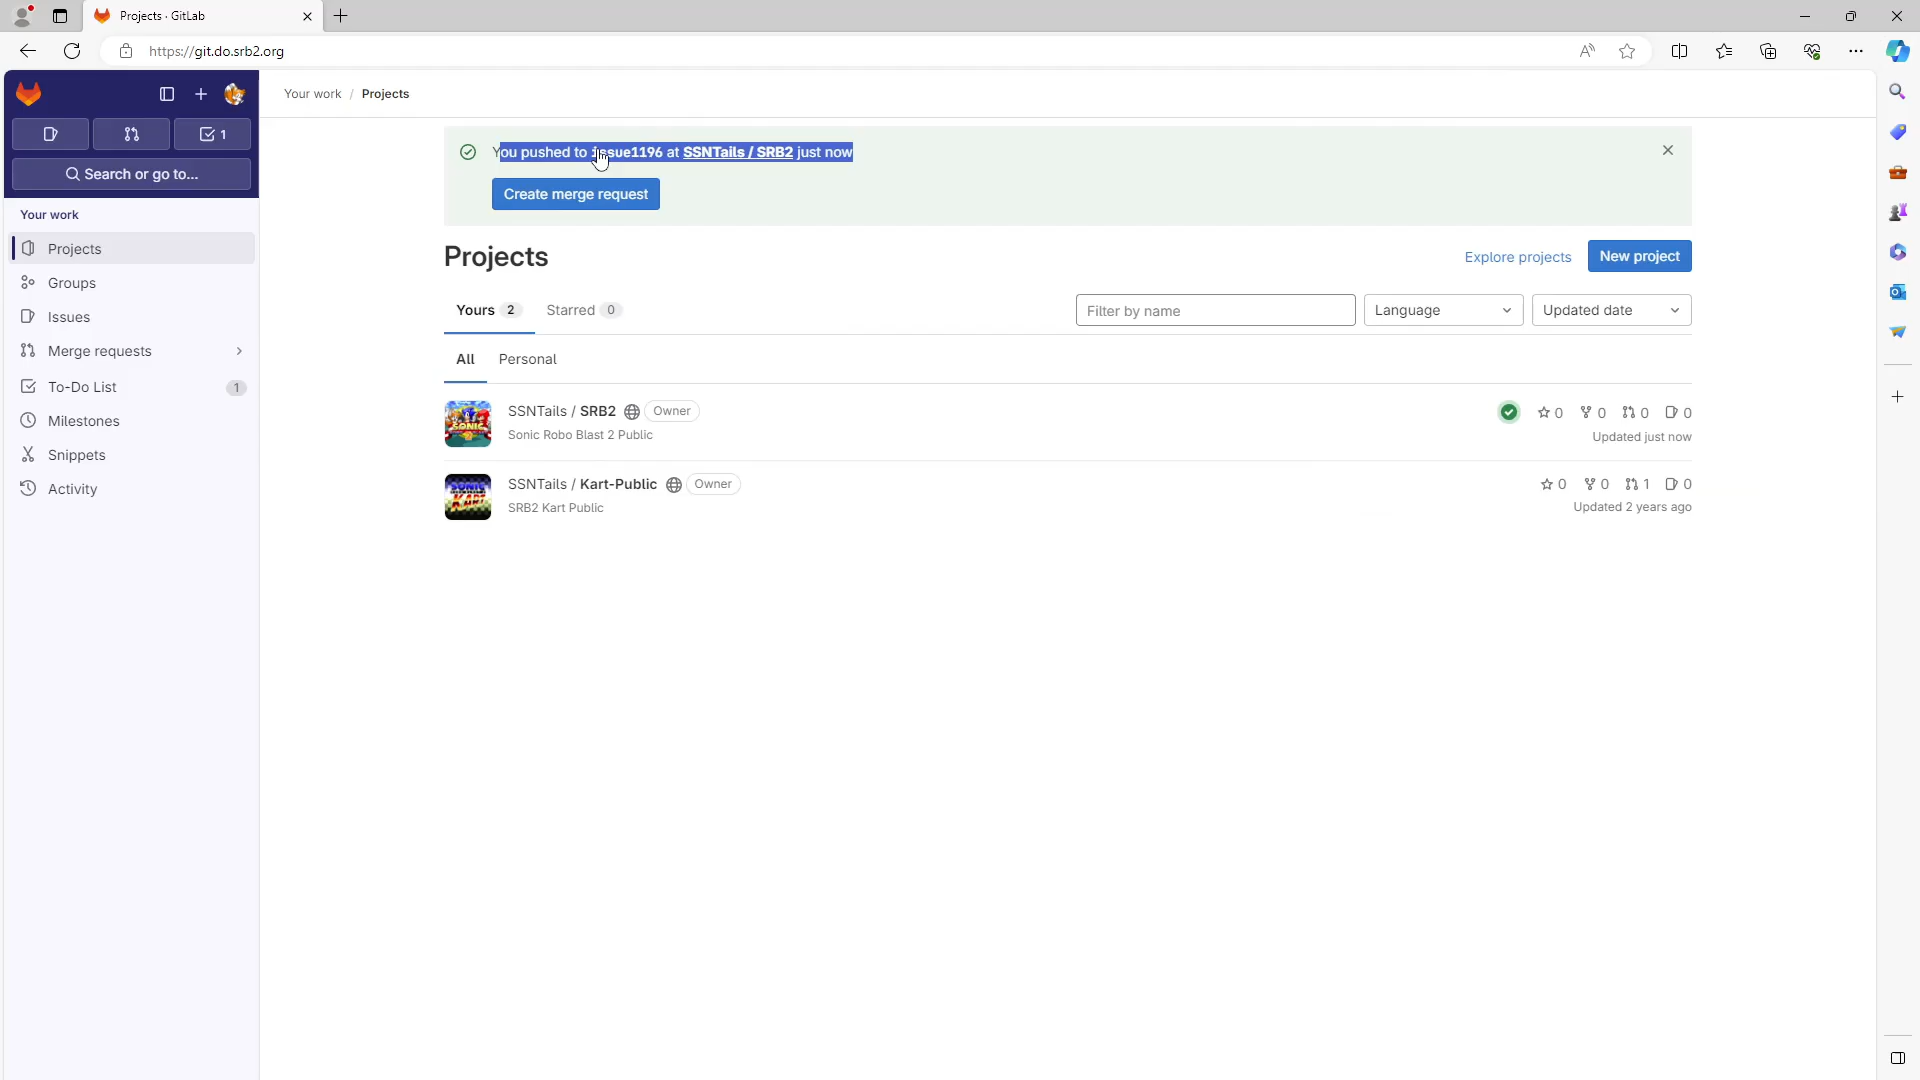 Projects · GitLab
https://git.do.srb2.org
1
Search or go to...
Your work
Projects
Groups
Issues
Merge requests
To-Do List 1
Milestones
Snippets
Activity
Your work / Projects
You pushed to issue1196 at SSNTails / SRB2 just now
Create merge request
Projects
Explore projects
New project
Yours 2 Starred 0
Filter by name
Language
Updated date
All Personal
SSNTails / SRB2 Owner
Sonic Robo Blast 2 Public
0 0 0 0
Updated just now
SSNTails / Kart-Public Owner
SRB2 Kart Public
0 0 1 0
Updated 2 years ago